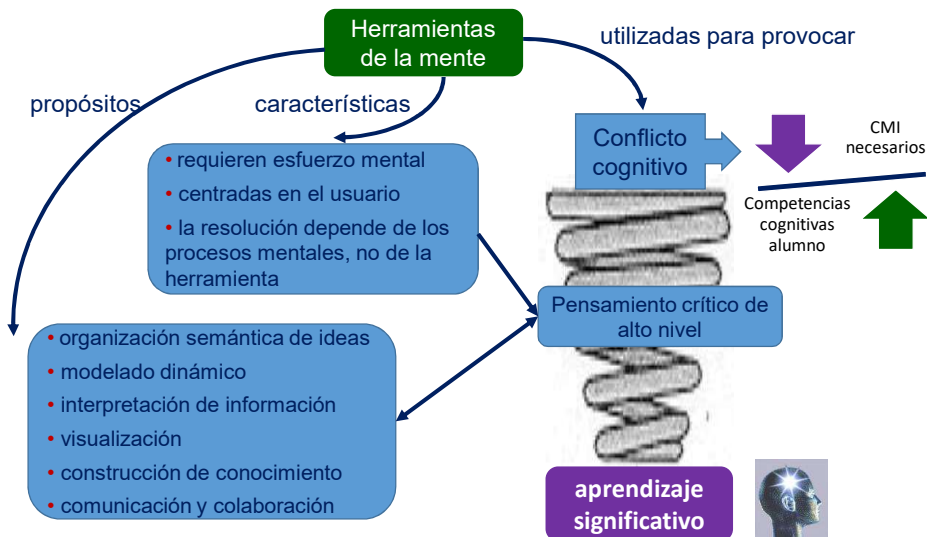 Herramientas
de la mente
utilizadas para provocar
propósitos
características
• requieren esfuerzo mental
• centradas en el usuario
• la resolución depende de los
procesos mentales, no de la
herramienta
Conflicto
cognitivo
CMI
necesarios
Competencias
cognitivas
alumno
Pensamiento crítico de
alto nivel
• organización semántica de ideas
• modelado dinámico
• interpretación de información
• visualización
• construcción de conocimiento
• comunicación y colaboración
aprendizaje
significativo